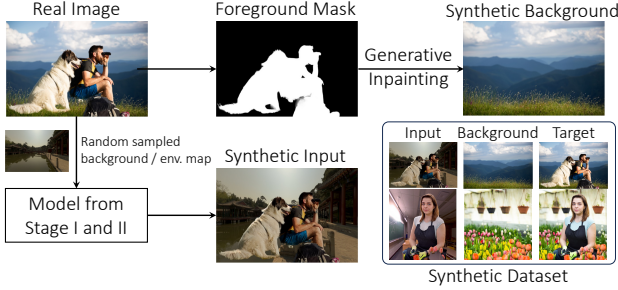 Real Image
Foreground Mask
Synthetic Background
Generative
Inpainting
Random sampled
background / env. map
Synthetic Input
Model from
Stage I and II
Input Background Target
Synthetic Dataset